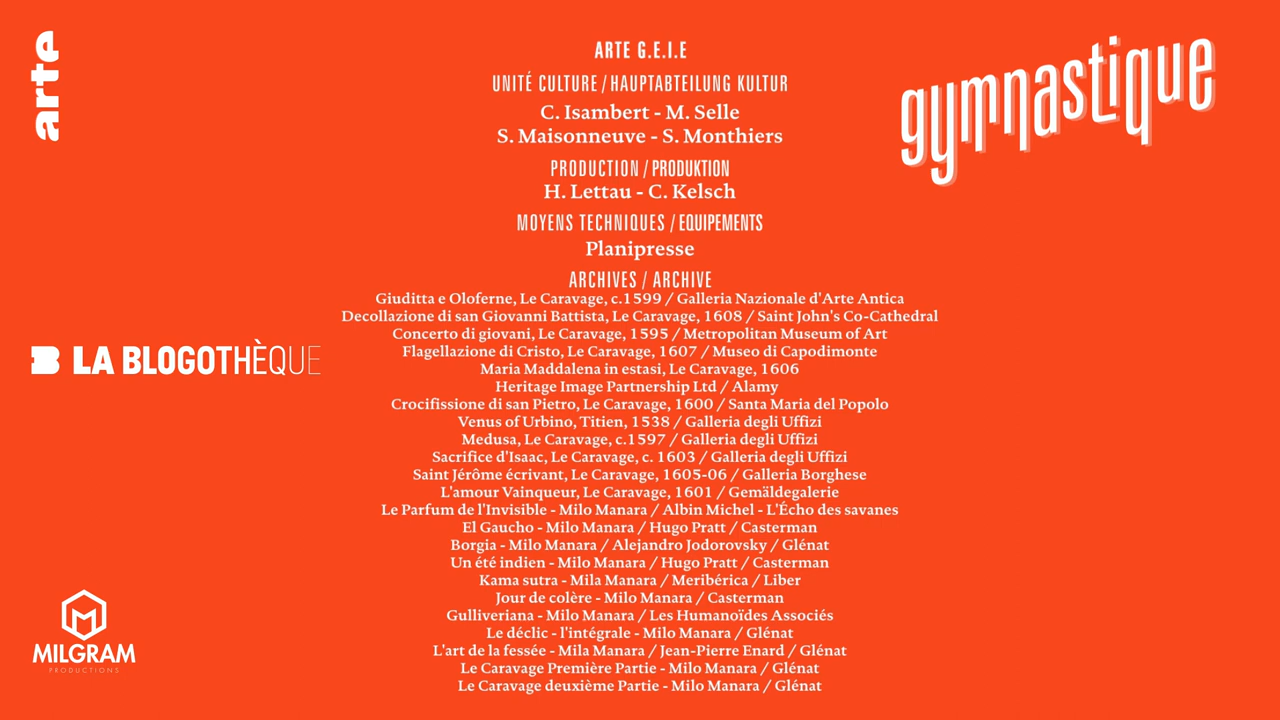 arte
ARTE G.E.I.E
UNITÉ CULTURE / HAUPTABTEILUNG KULTUR
C. Isambert - M. Selle
S. Maisonneuve - S. Monthiers
PRODUCTION / PRODUKTION
H. Lettau - C. Kelsch
MOYENS TECHNIQUES / EQUIPEMENTS
Planipresse
ARCHIVES / ARCHIVE
Giuditta e Oloferne, Le Caravage, c.1599 / Galleria Nazionale d'Arte Antica
Decollazione di san Giovanni Battista, Le Caravage, 1608 / Saint John's Co-Cathedral
Concerto di giovani, Le Caravage, 1595 / Metropolitan Museum of Art
Flagellazione di Cristo, Le Caravage, 1607 / Museo di Capodimonte
Maria Maddalena in estasi, Le Caravage, 1606
Heritage Image Partnership Ltd / Alamy
Crocifissione di san Pietro, Le Caravage, 1600 / Santa Maria del Popolo
Venus of Urbino, Titien, 1538 / Galleria degli Uffizi
Medusa, Le Caravage, c.1597 / Galleria degli Uffizi
Sacrifice d'Isaac, Le Caravage, c. 1603 / Galleria degli Uffizi
Saint Jérôme écrivant, Le Caravage, 1605-06 / Galleria Borghese
L'amour Vainqueur, Le Caravage, 1601 / Gemäldegalerie
Le Parfum de l'Invisible - Milo Manara / Albin Michel - L'Écho des savanes
El Gaucho - Milo Manara / Hugo Pratt / Casterman
Borgia - Milo Manara / Alejandro Jodorovsky / Glénat
Un été indien - Milo Manara / Hugo Pratt / Casterman
Kama sutra - Mila Manara / Meribérica / Liber
Jour de colère - Milo Manara / Casterman
Gulliveriana - Milo Manara / Les Humanoïdes Associés
Le déclic - l'intégrale - Milo Manara / Glénat
L'art de la fessée - Mila Manara / Jean-Pierre Enard / Glénat
Le Caravage Première Partie - Milo Manara / Glénat
Le Caravage deuxième Partie - Milo Manara / Glénat
gymnastique
B LA BLOGOTHÈQUE
MILGRAM
PRODUCTIONS